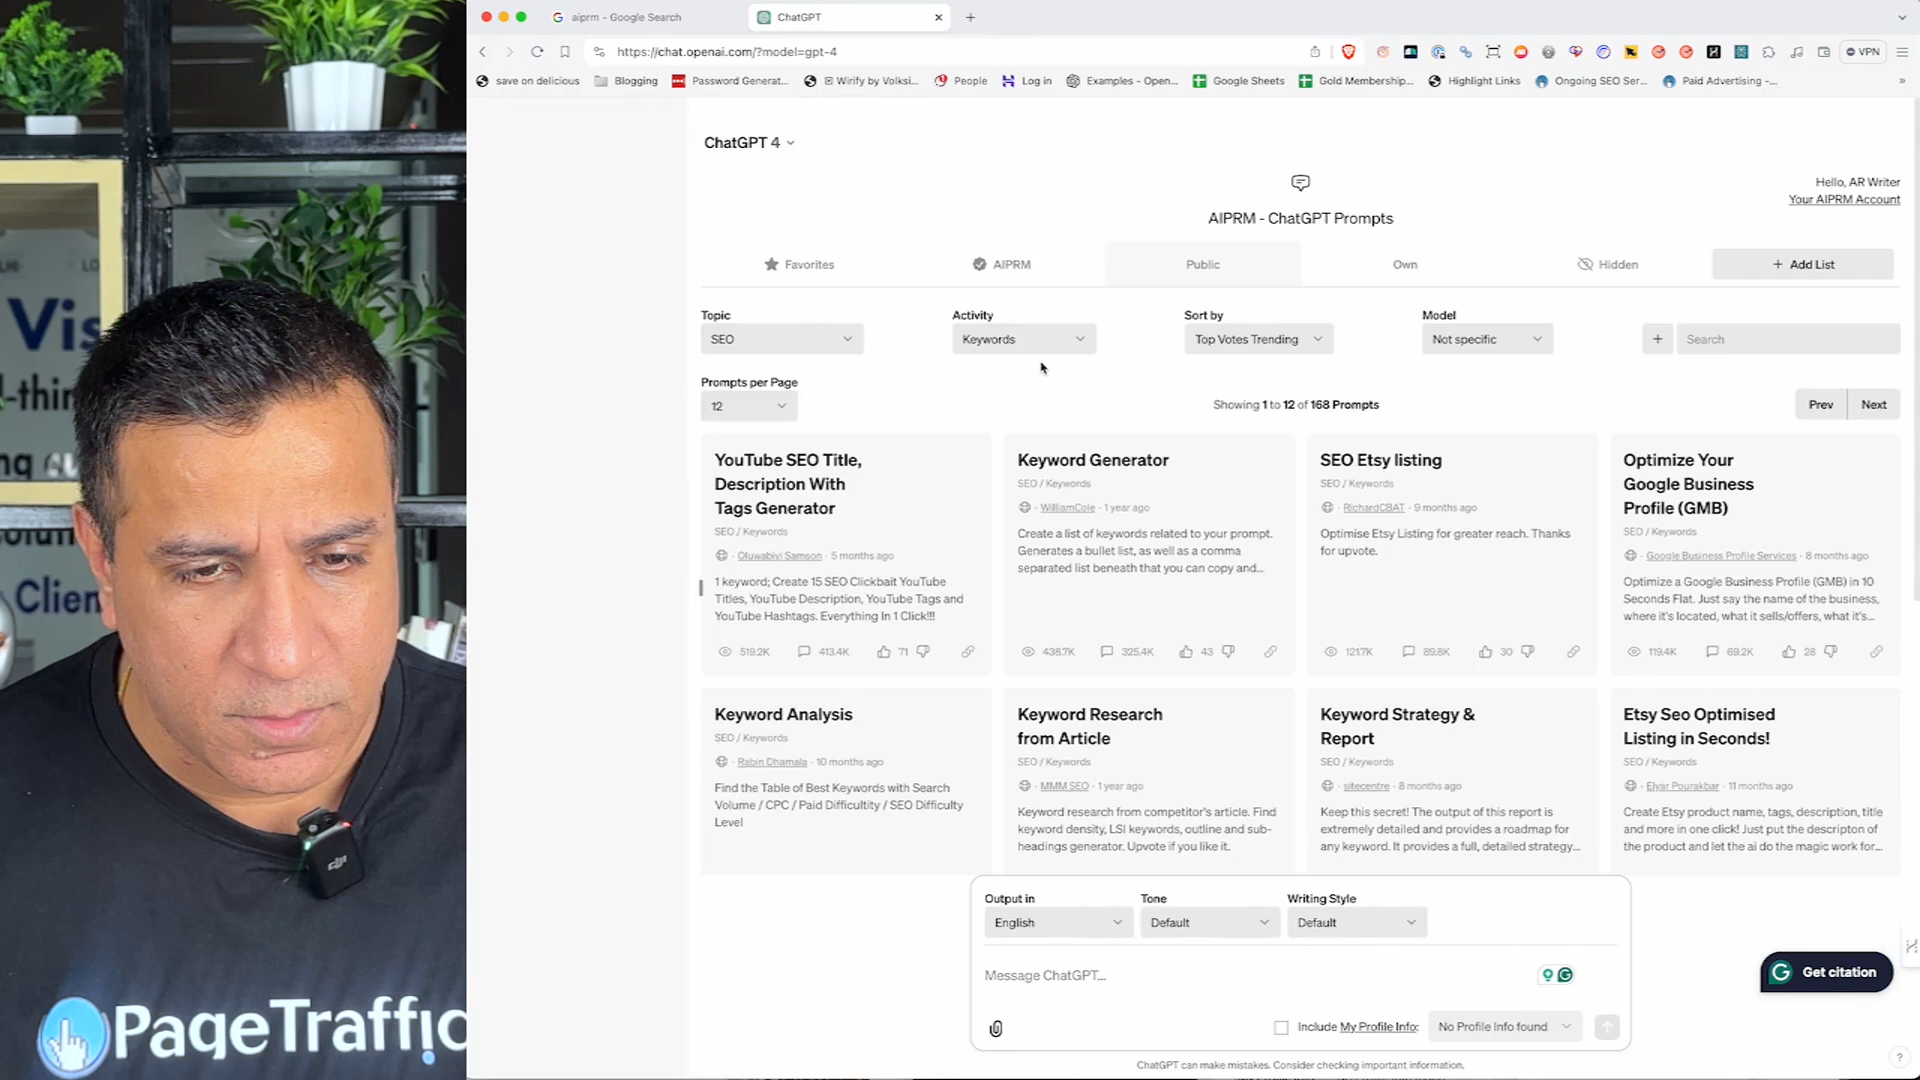 Vis
Clien
PageTraffic
aiprm - Google Search
ChatGPT
https://chat.openai.com/?model=gpt-4
VPN
save on delicious
Blogging
Password Generat...
Wirify by Volksi...
People
Log in
Examples - Open...
Google Sheets
Gold Membership...
Highlight Links
Ongoing SEO Ser...
Paid Advertising -...
ChatGPT 4
Hello, AR Writer
Your AIPRM Account
AIPRM - ChatGPT Prompts
Favorites
AIPRM
Public
Own
Hidden
+ Add List
Topic
Activity
Sort by
Model
SEO
Keywords
Top Votes Trending
Not specific
+
Search
Prompts per Page
12
Showing 1 to 12 of 168 Prompts
Prev
Next
YouTube SEO Title,
Description With
Tags Generator
SEO / Keywords
Oluwabiyi Samson - 5 months ago
1 keyword; Create 15 SEO Clickbait YouTube
Titles, YouTube Description, YouTube Tags and
YouTube Hashtags. Everything In 1 Click!!!
519.2K 413.4K 71
Keyword Generator
SEO / Keywords
WilliamCole - 1 year ago
Create a list of keywords related to your prompt.
Generates a bullet list, as well as a comma
separated list beneath that you can copy and...
438.7K 325.4K 43
SEO Etsy listing
SEO / Keywords
RichardCBAT - 9 months ago
Optimise Etsy Listing for greater reach. Thanks
for upvote.
121.7K 89.8K 30
Optimize Your
Google Business
Profile (GMB)
SEO / Keywords
Google Business Profile Services - 8 months ago
Optimize a Google Business Profile (GMB) in 10
Seconds Flat. Just say the name of the business,
where it's located, what it sells/offers, what it's...
119.4K 69.2K 28
Keyword Analysis
SEO / Keywords
Rabin Dhamala - 10 months ago
Find the Table of Best Keywords with Search
Volume / CPC / Paid Difficultity / SEO Difficulty
Level
Keyword Research
from Article
SEO / Keywords
MMM SEO - 1 year ago
Keyword research from competitor's article. Find
keyword density, LSI keywords, outline and sub-
headings generator. Upvote if you like it.
Keyword Strategy &
Report
SEO / Keywords
sitecentre - 8 months ago
Keep this secret! The output of this report is
extremely detailed and provides a roadmap for
any keyword. It provides a full, detailed strategy...
Etsy Seo Optimised
Listing in Seconds!
SEO / Keywords
Elyar Pourakbar - 11 months ago
Create Etsy product name, tags, description, title
and more in one click! Just put the descripton of
the product and let the ai do the magic work for...
Output in
Tone
Writing Style
English
Default
Default
Message ChatGPT...
Get citation
Include My Profile Info:
No Profile Info found
ChatGPT can make mistakes. Consider checking important information.
?